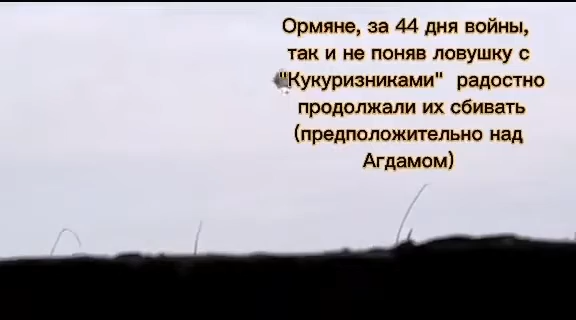 Ормяне, за 44 дня войны,
так и не поняв ловушку с
"Кукуризниками" радостно
продолжали их сбивать
(предположительно над
Агдамом)